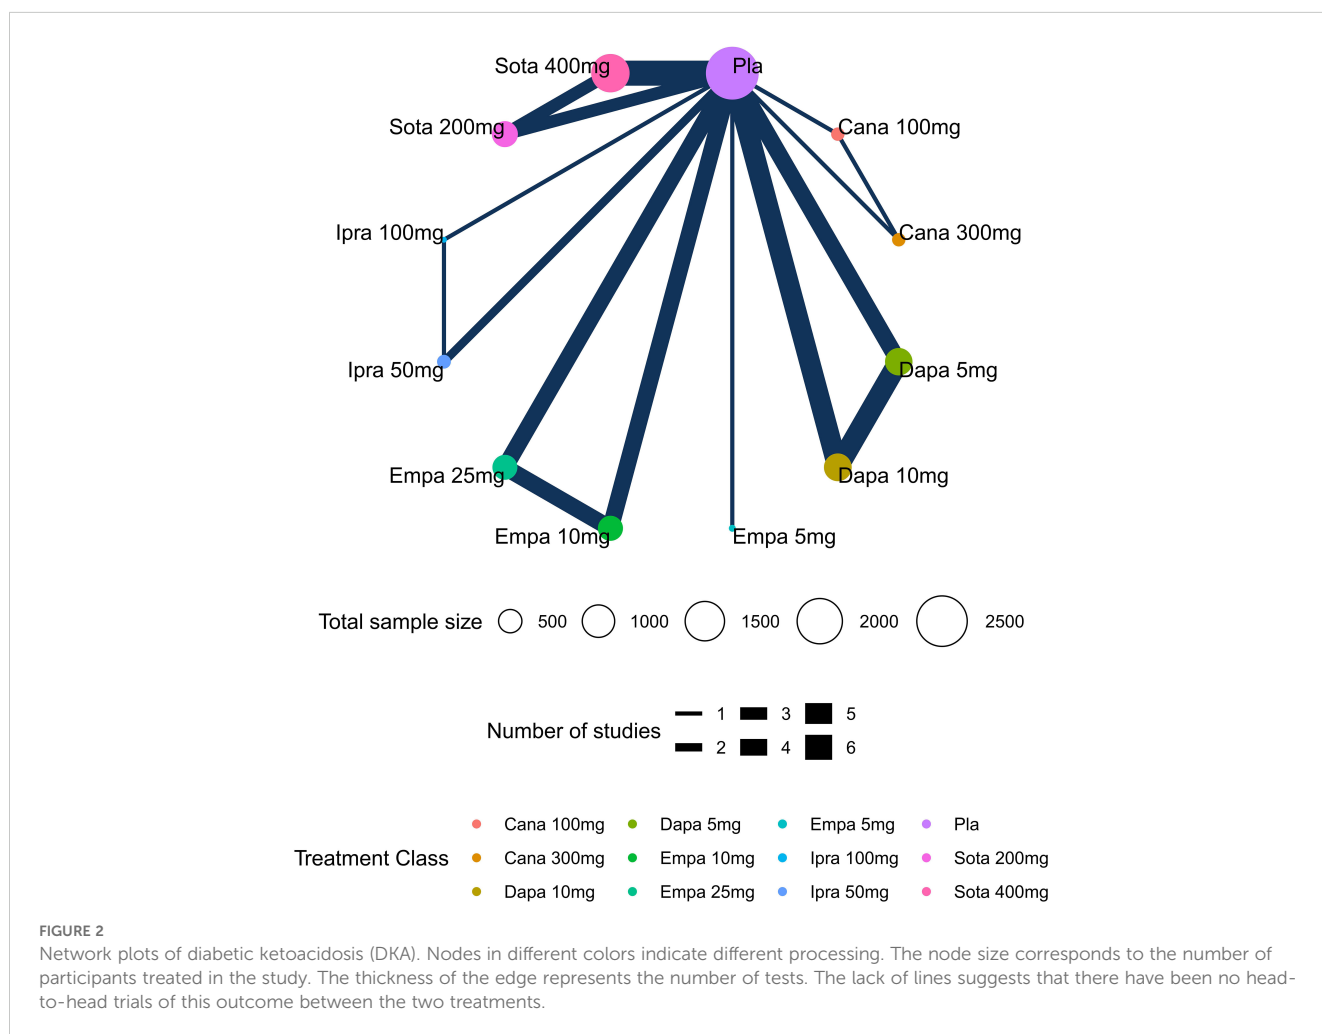 Sota 400mg
Pla
Sota 200mg
Cana 100mg
Ipra 100mg
Cana 300mg
Ipra 50mg
Dapa 5mg
Empa 25mg
Dapa 10mg
Empa 10mg
Empa 5mg
Total sample size 500 1000 1500 2000 2500
Number of studies
1 3 5
2 4 6
Treatment Class
Cana 100mg Dapa 5mg Empa 5mg Pla
Cana 300mg Empa 10mg Ipra 100mg Sota 200mg
Dapa 10mg Empa 25mg Ipra 50mg Sota 400mg
FIGURE 2
Network plots of diabetic ketoacidosis (DKA). Nodes in different colors indicate different processing. The node size corresponds to the number of
participants treated in the study. The thickness of the edge represents the number of tests. The lack of lines suggests that there have been no head-
to-head trials of this outcome between the two treatments.